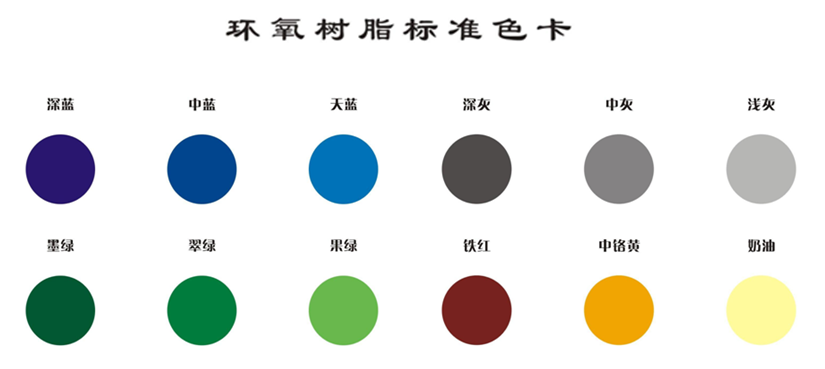 环氧树脂标准色卡
深蓝 中蓝 天蓝 深灰 中灰 浅灰
墨绿 翠绿 果绿 铁红 中铬黄 奶油